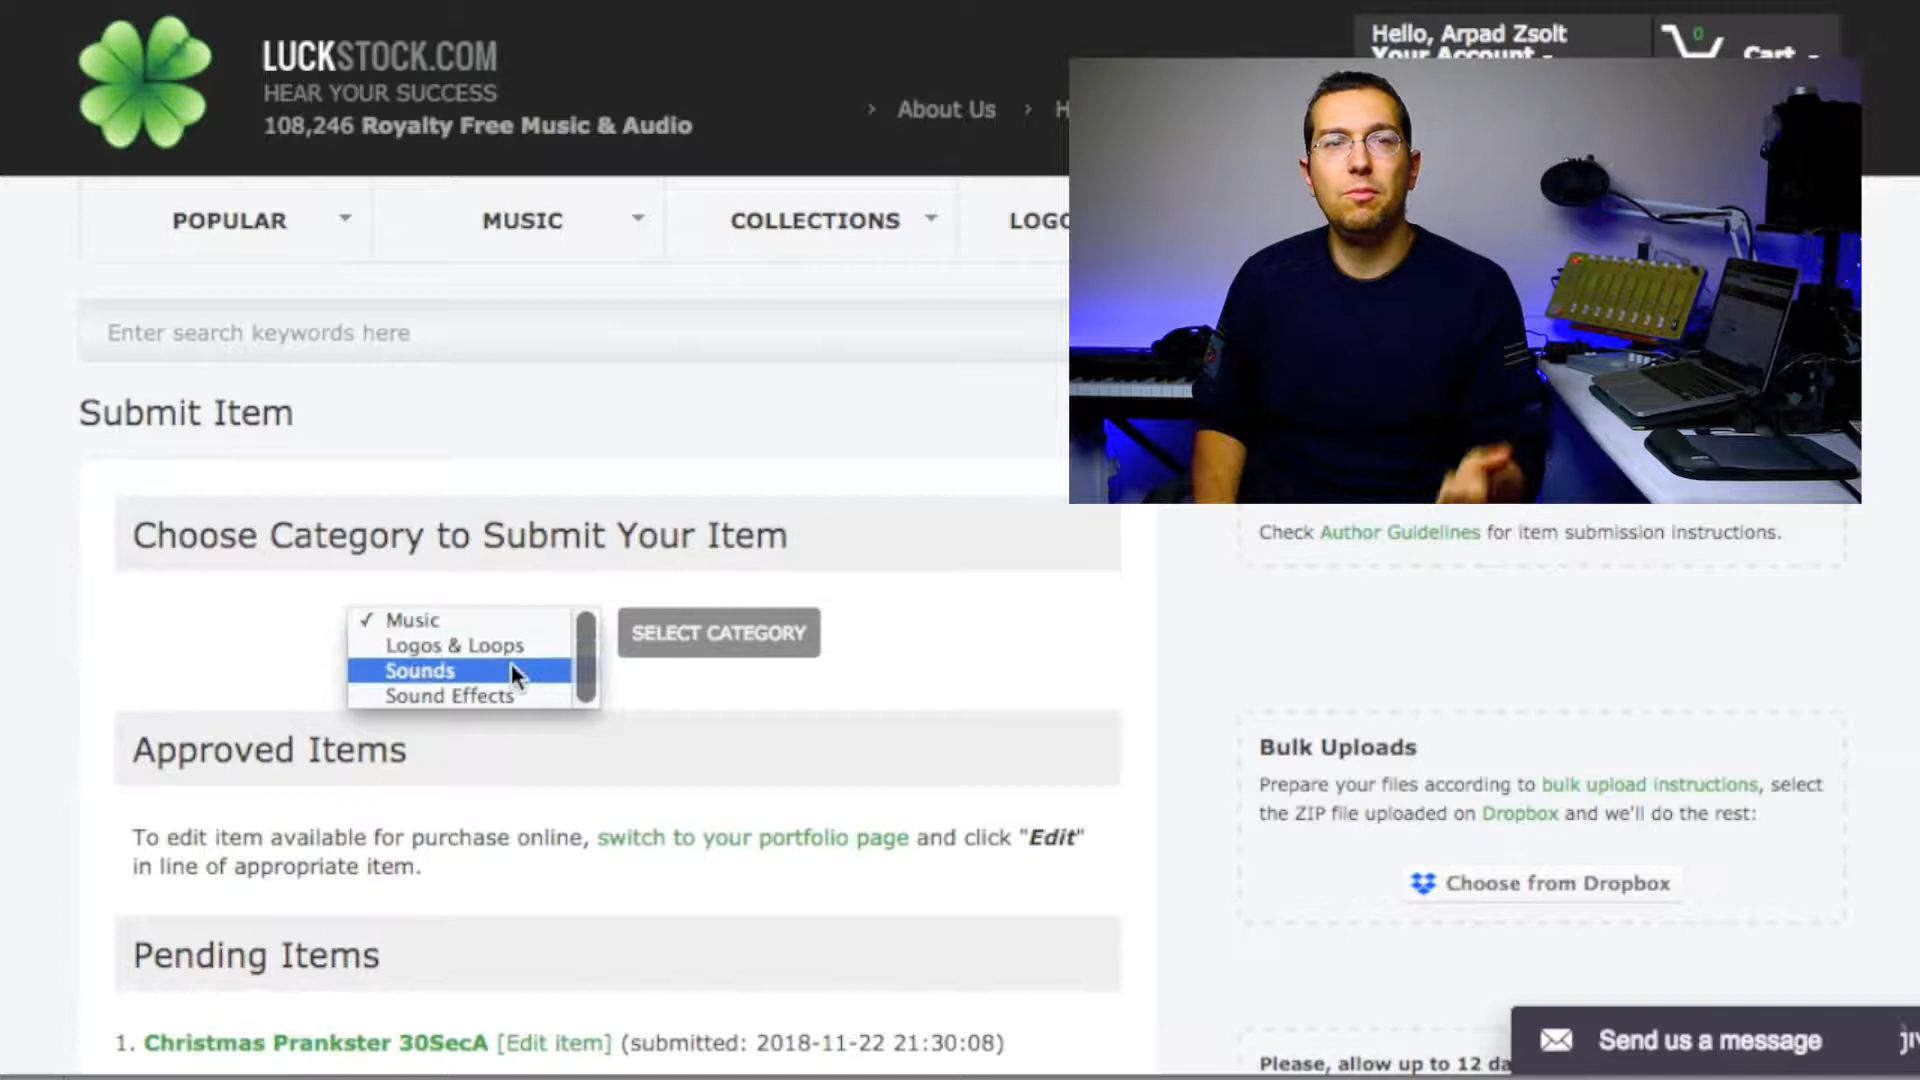 LUCKSTOCK.COM
HEAR YOUR SUCCESS
108,246 Royalty Free Music & Audio
About Us
Hello, Arpad Zsolt
Your Account
0
Cart
POPULAR
MUSIC
COLLECTIONS
Enter search keywords here
Submit Item
Choose Category to Submit Your Item
✓ Music
Logos & Loops
Sounds
Sound Effects
SELECT CATEGORY
Approved Items
To edit item available for purchase online, switch to your portfolio page and click "Edit"
in line of appropriate item.
Pending Items
1. Christmas Prankster 30SecA [Edit item] (submitted: 2018-11-22 21:30:08)
Check Author Guidelines for item submission instructions.
Bulk Uploads
Prepare your files according to bulk upload instructions, select
the ZIP file uploaded on Dropbox and we'll do the rest:
Choose from Dropbox
Please, allow up to 12
Send us a message